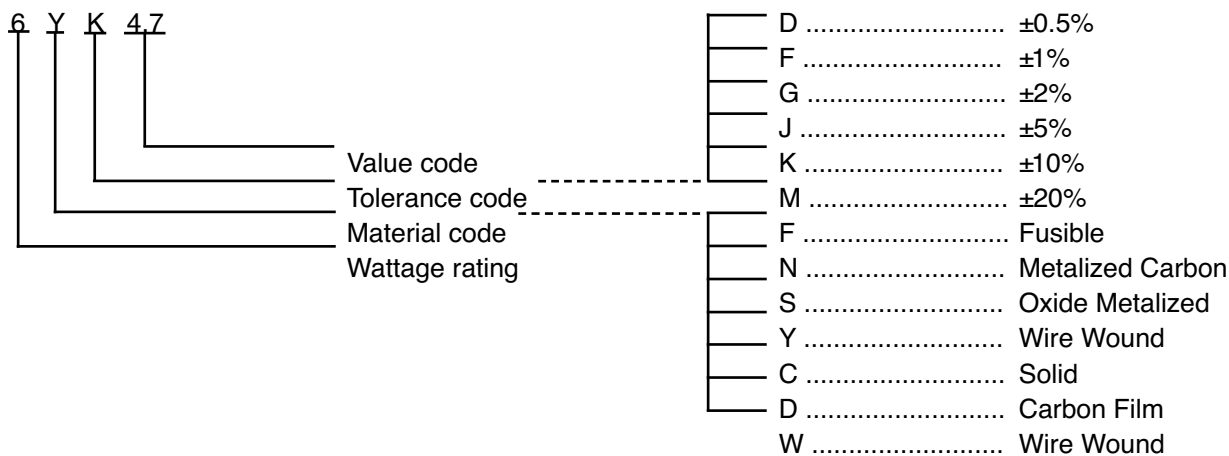 6 Y K 4.7
Value code
Tolerance code
Material code
Wattage rating
D ........................... ±0.5%
F ........................... ±1%
G ........................... ±2%
J ............................ ±5%
K ........................... ±10%
M ........................... ±20%
F ............................ Fusible
N ........................... Metalized Carbon
S ........................... Oxide Metalized
Y ........................... Wire Wound
C ........................... Solid
D ........................... Carbon Film
W .......................... Wire Wound